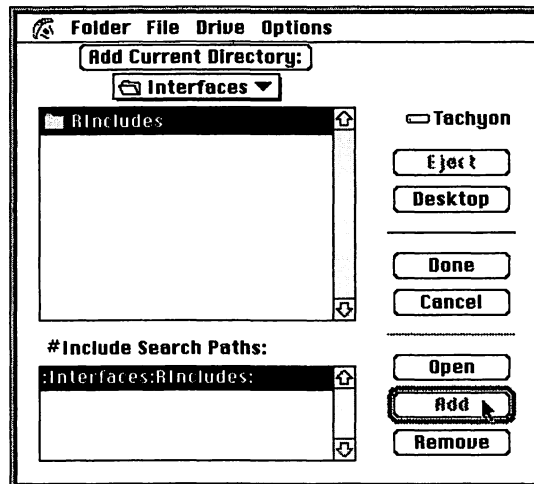 Folder File Drive Options
Add Current Directory:
Interfaces
RIncludes
Tachyon
Eject
Desktop
Done
Cancel
#Include Search Paths:
:Interfaces:RIncludes:
Open
Add
Remove